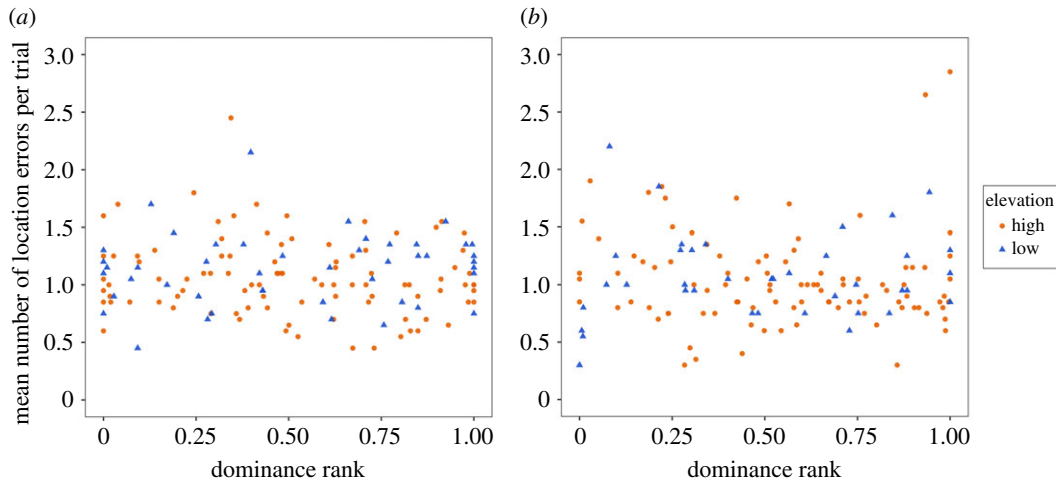 (a)
(b)
mean number of location errors per trial
3.0
2.5
2.0
1.5
1.0
0.5
0
0 0.25 0.50 0.75 1.00
dominance rank
3.0
2.5
2.0
1.5
1.0
0.5
0
0 0.25 0.50 0.75 1.00
dominance rank
elevation
high
low